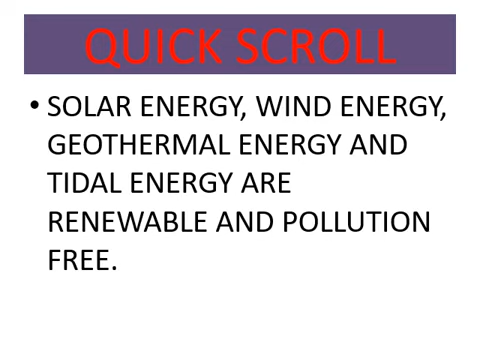 QUICK SCROLL
• SOLAR ENERGY, WIND ENERGY,
GEOTHERMAL ENERGY AND
TIDAL ENERGY ARE
RENEWABLE AND POLLUTION
FREE.